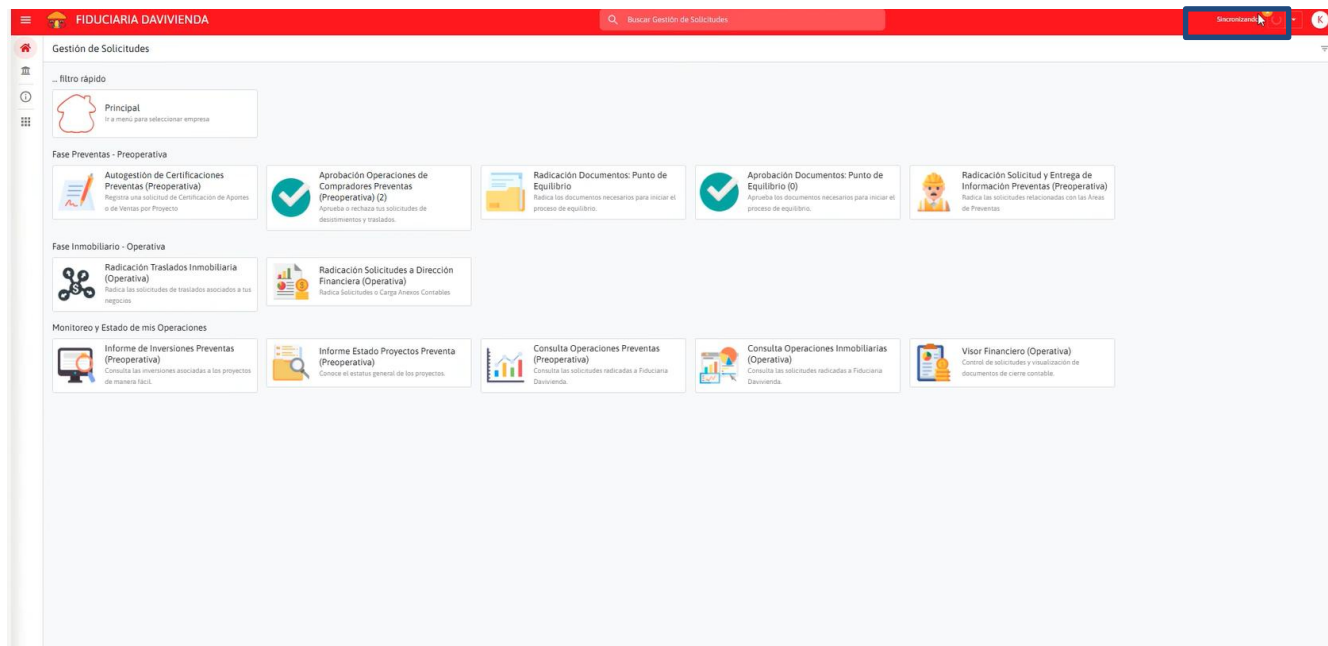 FIDUCIARIA DAVIVIENDA
Buscar Gestión de Solicitudes
Sincronizando
K
Gestión de Solicitudes
... filtro rápido
Principal
Ir a menú para seleccionar empresa
Fase Preventas - Preoperativa
Autogestión de Certificaciones
Preventas (Preoperativa)
Registra una solicitud de Certificación de Aportes
o de Ventas por Proyecto
Aprobación Operaciones de
Compradores Preventas
(Preoperativa) (2)
Aprueba o rechaza tus solicitudes de
desistimientos y traslados.
Radicación Documentos: Punto de
Equilibrio
Radica los documentos necesarios para iniciar el
proceso de equilibrio.
Aprobación Documentos: Punto de
Equilibrio (0)
Aprueba los documentos necesarios para iniciar el
proceso de equilibrio.
Radicación Solicitud y Entrega de
Información Preventas (Preoperativa)
Radica las solicitudes relacionadas con las Áreas
de Preventas
Fase Inmobiliario - Operativa
Radicación Traslados Inmobiliaria
(Operativa)
Radica las solicitudes de traslados asociados a tus
negocios
Radicación Solicitudes a Dirección
Financiera (Operativa)
Radica Solicitudes o Carga Anexos Contables
Monitoreo y Estado de mis Operaciones
Informe de Inversiones Preventas
(Preoperativa)
Consulta las inversiones asociadas a los proyectos
de manera fácil.
Informe Estado Proyectos Preventa
(Preoperativa)
Conoce el estatus general de los proyectos.
Consulta Operaciones Preventas
(Preoperativa)
Consulta las solicitudes radicadas a Fiduciaria
Davivienda.
Consulta Operaciones Inmobiliarias
(Operativa)
Consulta las solicitudes radicadas a Fiduciaria
Davivienda.
Visor Financiero (Operativa)
Control de solicitudes y visualización de
documentos de cierre contable.